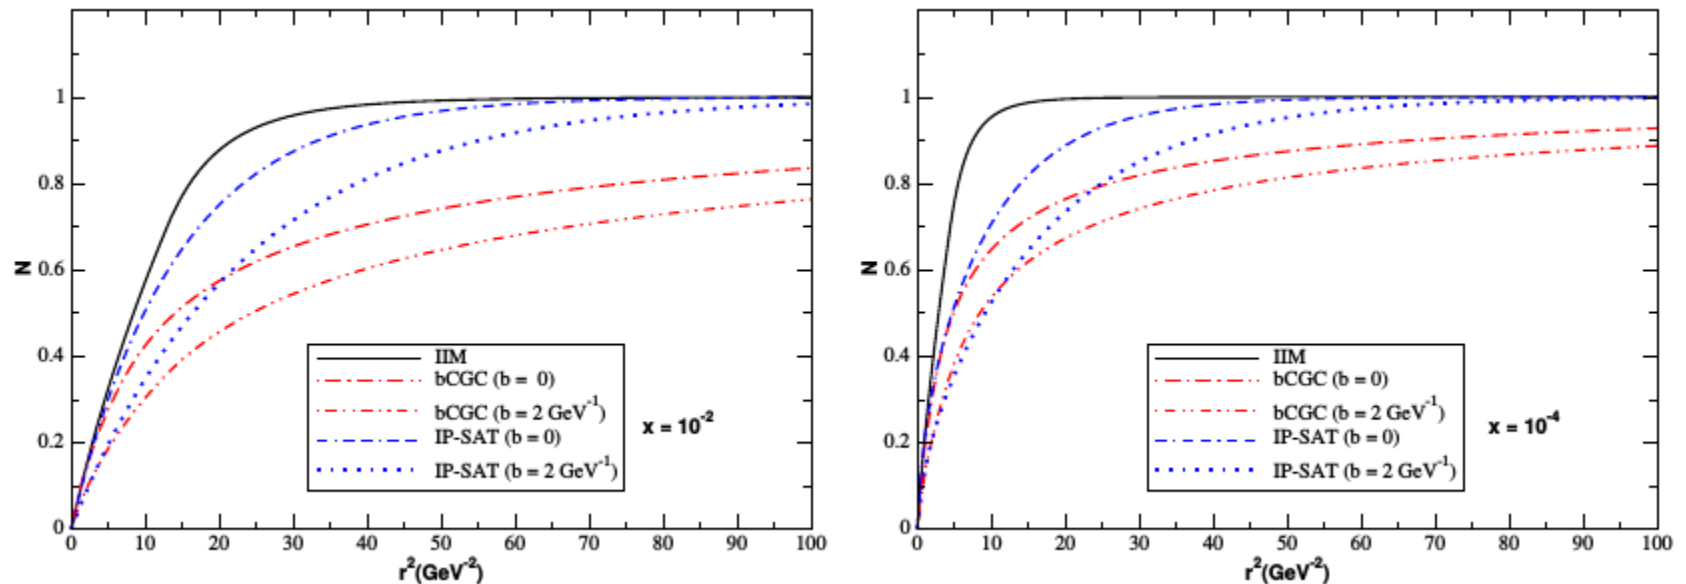 N
1
0.8
0.6
0.4
0.2
0
IIM
bCGC (b = 0)
bCGC (b = 2 GeV⁻¹)
IP-SAT (b = 0)
IP-SAT (b = 2 GeV⁻¹)
x = 10⁻²
0 10 20 30 40 50 60 70 80 90 100
r²(GeV⁻²)
N
1
0.8
0.6
0.4
0.2
0
IIM
bCGC (b = 0)
bCGC (b = 2 GeV⁻¹)
IP-SAT (b = 0)
IP-SAT (b = 2 GeV⁻¹)
x = 10⁻⁴
0 10 20 30 40 50 60 70 80 90 100
r²(GeV⁻²)